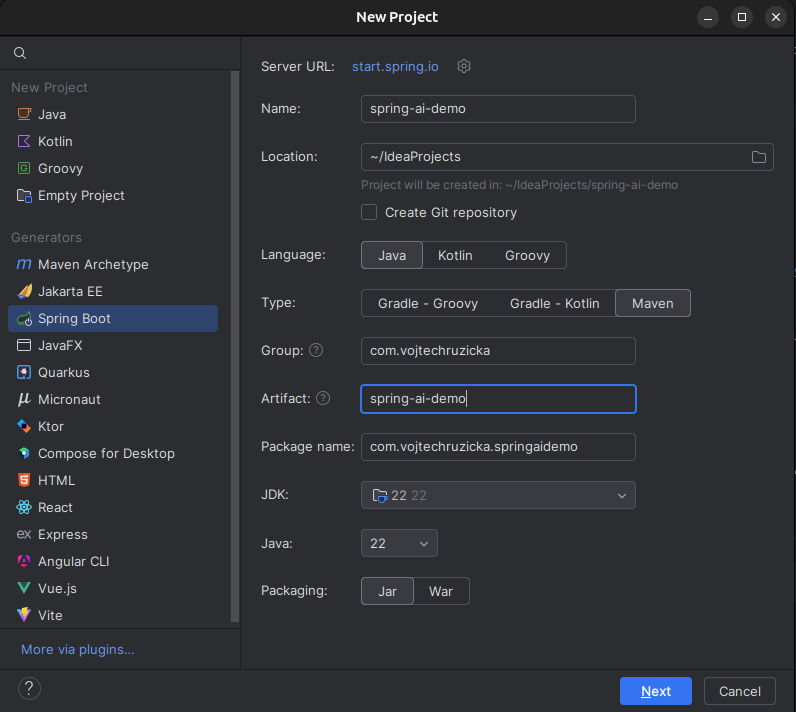 New Project
New Project
Java
Kotlin
Groovy
Empty Project
Generators
Maven Archetype
Jakarta EE
Spring Boot
JavaFX
Quarkus
Micronaut
Ktor
Compose for Desktop
HTML
React
Express
Angular CLI
Vue.js
Vite
More via plugins...
Server URL: start.spring.io
Name: spring-ai-demo
Location: ~/IdeaProjects
Project will be created in: ~/IdeaProjects/spring-ai-demo
Create Git repository
Language: Java Kotlin Groovy
Type: Gradle - Groovy Gradle - Kotlin Maven
Group: ? com.vojtechruzicka
Artifact: ? spring-ai-demo
Package name: com.vojtechruzicka.springaidemo
JDK: 22 22
Java: 22
Packaging: Jar War
? Next Cancel